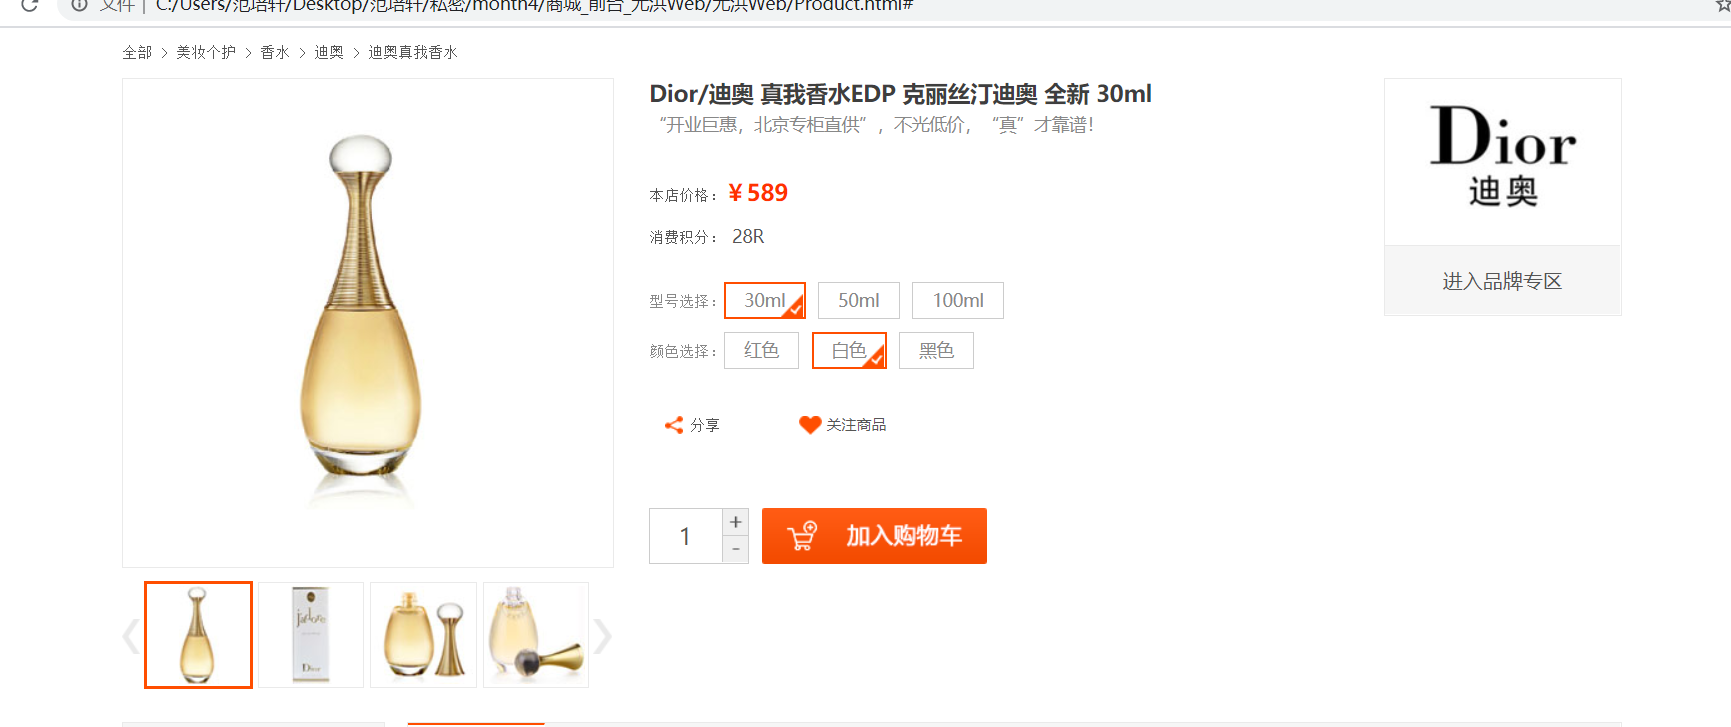 文件 | C:/Users/范培轩/Desktop/范培轩/私密/month4/商城_前台_尤洪Web/尤洪Web/Product.html#
全部 > 美妆个护 > 香水 > 迪奥 > 迪奥真我香水
Dior/迪奥 真我香水EDP 克丽丝汀迪奥 全新 30ml
“开业巨惠，北京专柜直供”，不光低价，“真”才靠谱！
本店价格：￥589
消费积分：28R
型号选择：30ml 50ml 100ml
颜色选择：红色 白色 黑色
分享 关注商品
1 + -
加入购物车
Dior
迪奥
进入品牌专区
j'adore
Dior